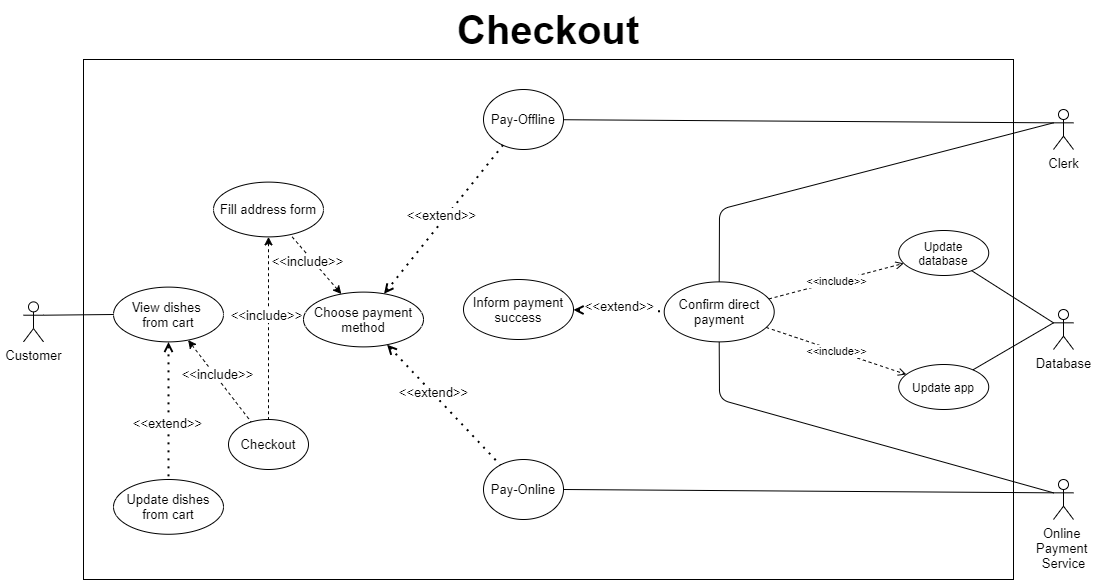 Checkout
Pay-Offline
Clerk
<<extend>>
Fill address form
<<include>>
Update
database
<<include>>
View dishes
from cart
<<include>>
Choose payment
method
Inform payment
success
<<extend>>
Confirm direct
payment
Customer
Database
<<include>>
<<include>>
Update app
<<extend>>
<<extend>>
Checkout
Update dishes
from cart
Pay-Online
Online
Payment
Service